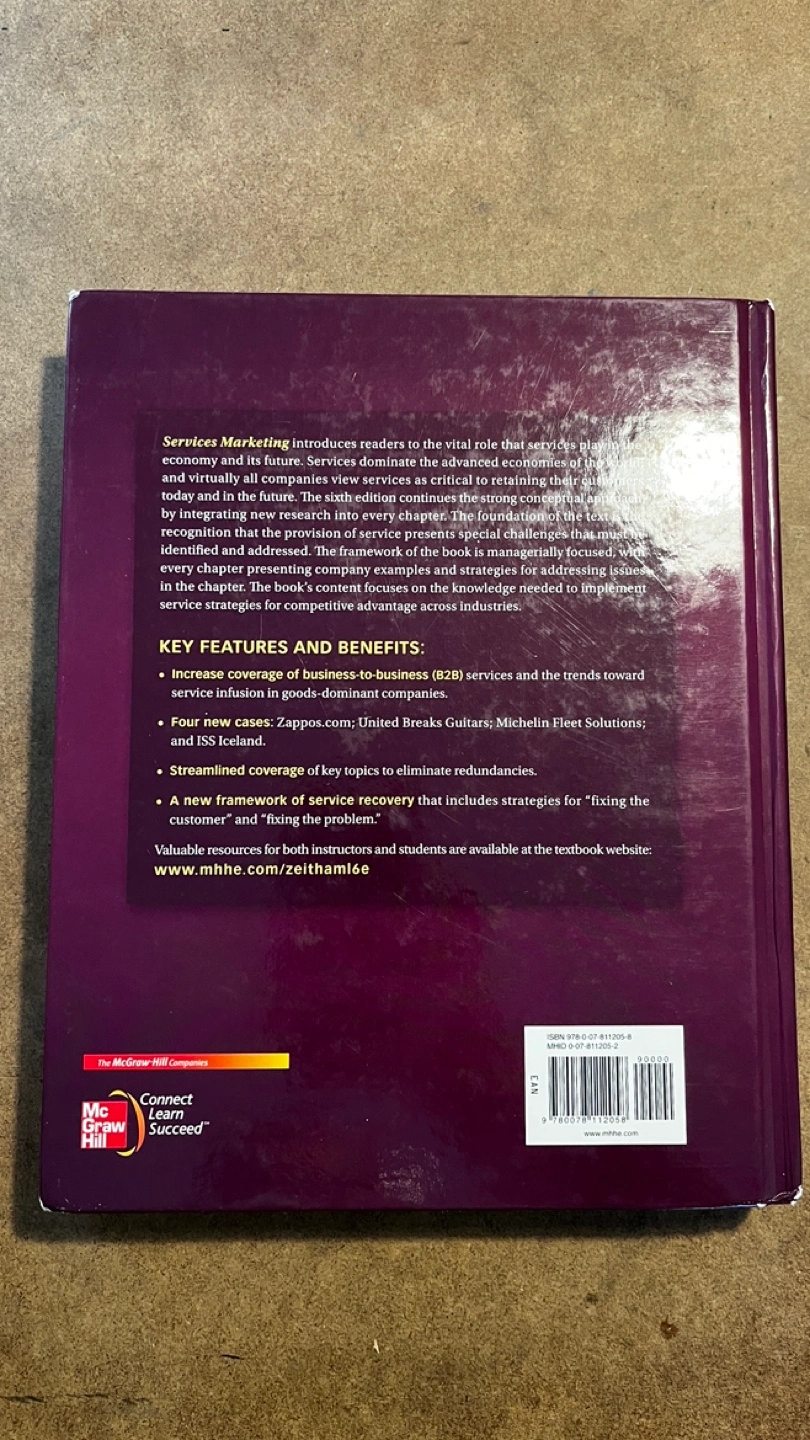 Services Marketing introduces readers to the vital role that services play in the
economy and its future. Services dominate the advanced economies of the
and virtually all companies view services as critical to retaining their customers
today and in the future. The sixth edition continues the strong conceptual approach
by integrating new research into every chapter. The foundation of the text is the
recognition that the provision of service presents special challenges that must be
identified and addressed. The framework of the book is managerially focused, with
every chapter presenting company examples and strategies for addressing issues
in the chapter. The book's content focuses on the knowledge needed to implement
service strategies for competitive advantage across industries.
KEY FEATURES AND BENEFITS:
• Increase coverage of business-to-business (B2B) services and the trends toward
service infusion in goods-dominant companies.
• Four new cases: Zappos.com; United Breaks Guitars; Michelin Fleet Solutions;
and ISS Iceland.
• Streamlined coverage of key topics to eliminate redundancies.
• A new framework of service recovery that includes strategies for “fixing the
customer” and “fixing the problem.”
Valuable resources for both instructors and students are available at the textbook website:
www.mhhe.com/zeithaml6e
The McGraw-Hill Companies
Mc
Graw
Hill
Connect
Learn
Succeed™
ISBN 978-0-07-811205-8
MHID 0-07-811205-2
90000
EAN
9 780078 112058
www.mhhe.com